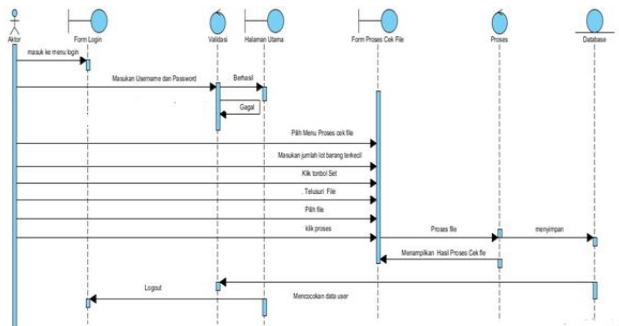 Aktor
Form Login
Validasi
Halaman Utama
Form Proses Cek File
Proses
Database
masuk ke menu login
Masukan Username dan Password
Berhasil
Gagal
Pilih Menu Proses cek file
Masukan jumlah lot barang terkecil
Klik tonbol Set
Telusuri File
Pilih file
klik proses
Proses file
menyimpan
Menampilkan Hasil Proses Cek file
Logout
Mencocokan data user